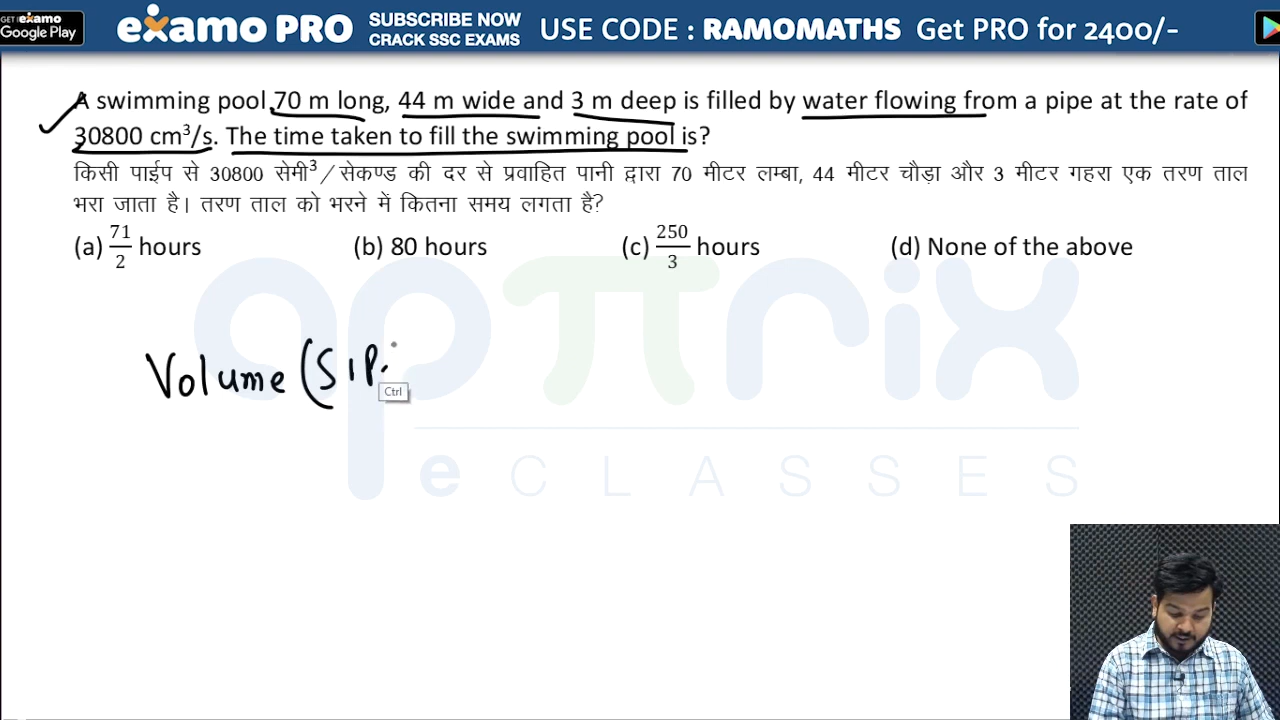 GET IT ON examo
Google Play
examo PRO
SUBSCRIBE NOW
CRACK SSC EXAMS
USE CODE : RAMOMATHS Get PRO for 2400/-
A swimming pool 70 m long, 44 m wide and 3 m deep is filled by water flowing from a pipe at the rate of
30800 cm³/s. The time taken to fill the swimming pool is?
किसी पाईप से 30800 सेमी³/सेकण्ड की दर से प्रवाहित पानी द्वारा 70 मीटर लम्बा, 44 मीटर चौड़ा और 3 मीटर गहरा एक तरण ताल
भरा जाता है। तरण ताल को भरने में कितना समय लगता है?
(a) 71/2 hours (b) 80 hours (c) 250/3 hours (d) None of the above
Volume (S1P.
Ctrl
apπrix
e CLASSES